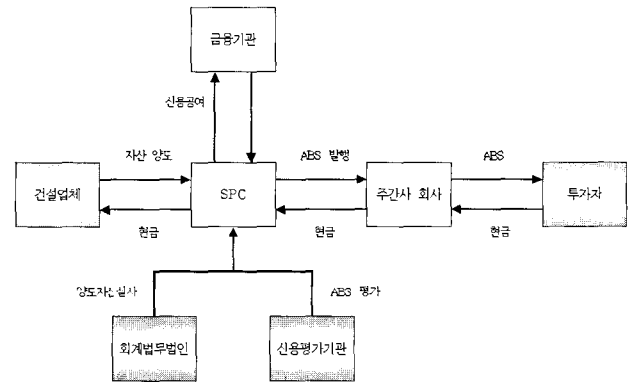 금융기관
신용공여
자산 양도
ABS 발행
ABS
건설업체
SPC
주간사 회사
투자자
현금
현금
현금
양도자산실사
ABS 평가
회계법무법인
신용평가기관